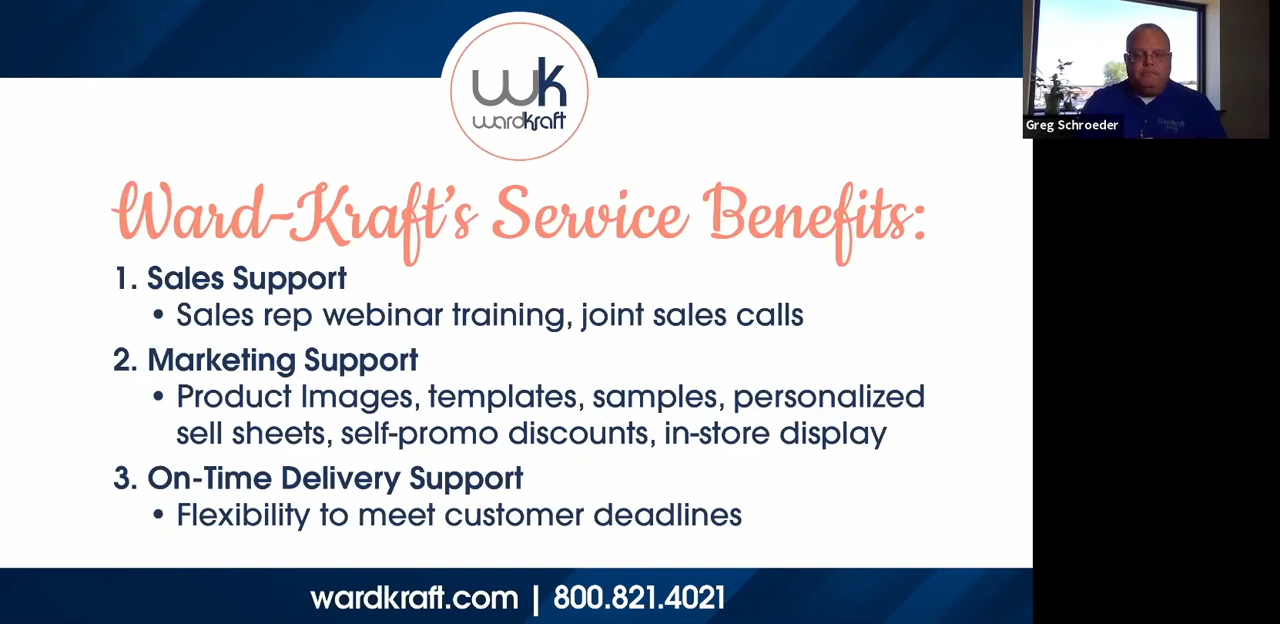 wk
wardkraft
Greg Schroeder
Ward-Kraft's Service Benefits:
1. Sales Support
• Sales rep webinar training, joint sales calls
2. Marketing Support
• Product Images, templates, samples, personalized
sell sheets, self-promo discounts, in-store display
3. On-Time Delivery Support
• Flexibility to meet customer deadlines
wardkraft.com | 800.821.4021